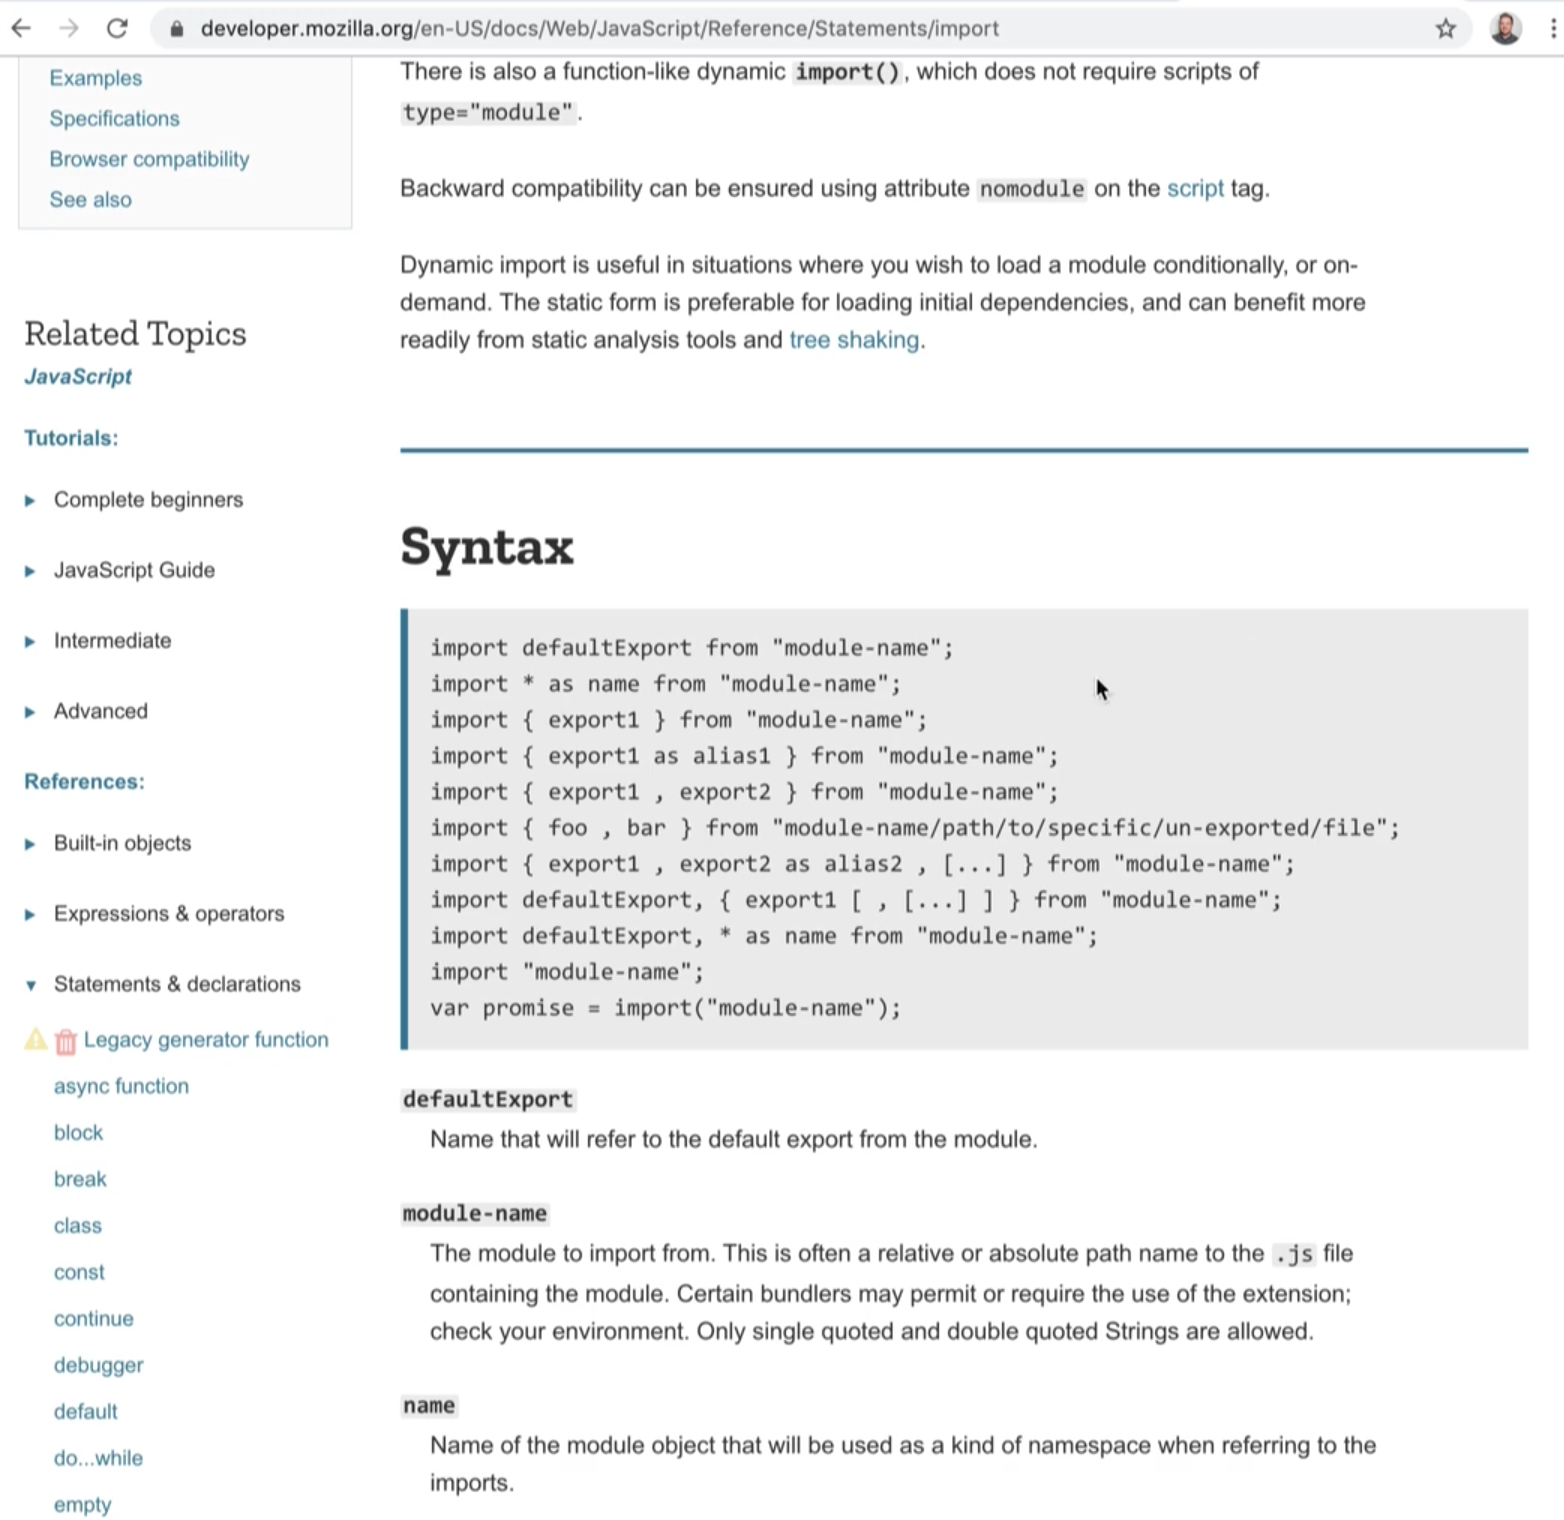 developer.mozilla.org/en-US/docs/Web/JavaScript/Reference/Statements/import
Examples
Specifications
Browser compatibility
See also
Related Topics
JavaScript
Tutorials:
Complete beginners
JavaScript Guide
Intermediate
Advanced
References:
Built-in objects
Expressions & operators
Statements & declarations
Legacy generator function
async function
block
break
class
const
continue
debugger
default
do...while
empty
There is also a function-like dynamic import(), which does not require scripts of
type="module".
Backward compatibility can be ensured using attribute nomodule on the script tag.
Dynamic import is useful in situations where you wish to load a module conditionally, or on-
demand. The static form is preferable for loading initial dependencies, and can benefit more
readily from static analysis tools and tree shaking.
Syntax
import defaultExport from "module-name";
import * as name from "module-name";
import { export1 } from "module-name";
import { export1 as alias1 } from "module-name";
import { export1 , export2 } from "module-name";
import { foo , bar } from "module-name/path/to/specific/un-exported/file";
import { export1 , export2 as alias2 , [...] } from "module-name";
import defaultExport, { export1 [ , [...] ] } from "module-name";
import defaultExport, * as name from "module-name";
import "module-name";
var promise = import("module-name");
defaultExport
Name that will refer to the default export from the module.
module-name
The module to import from. This is often a relative or absolute path name to the .js file
containing the module. Certain bundlers may permit or require the use of the extension;
check your environment. Only single quoted and double quoted Strings are allowed.
name
Name of the module object that will be used as a kind of namespace when referring to the
imports.